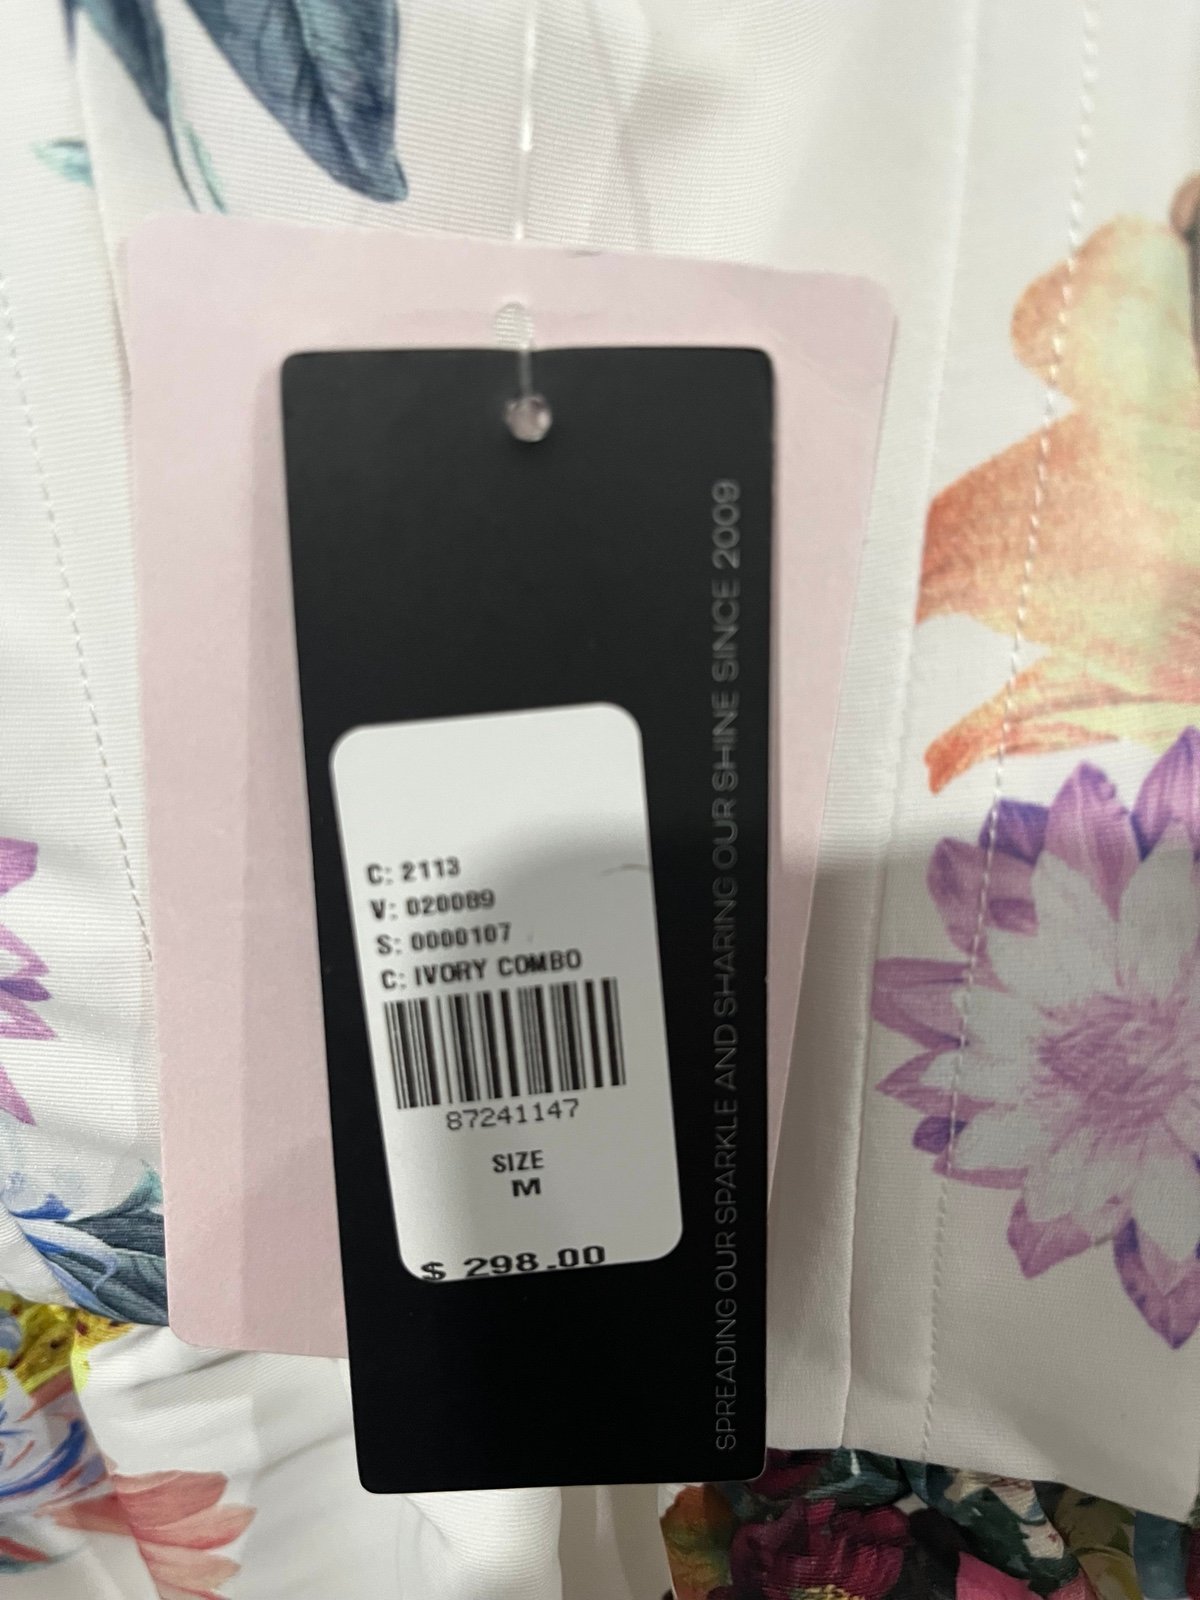 C: 2113
V: 020089
S: 0000107
C: IVORY COMBO
87241147
SIZE
M
$ 298.00
SPREADING OUR SPARKLE AND SHARING OUR SHINE SINCE 2009